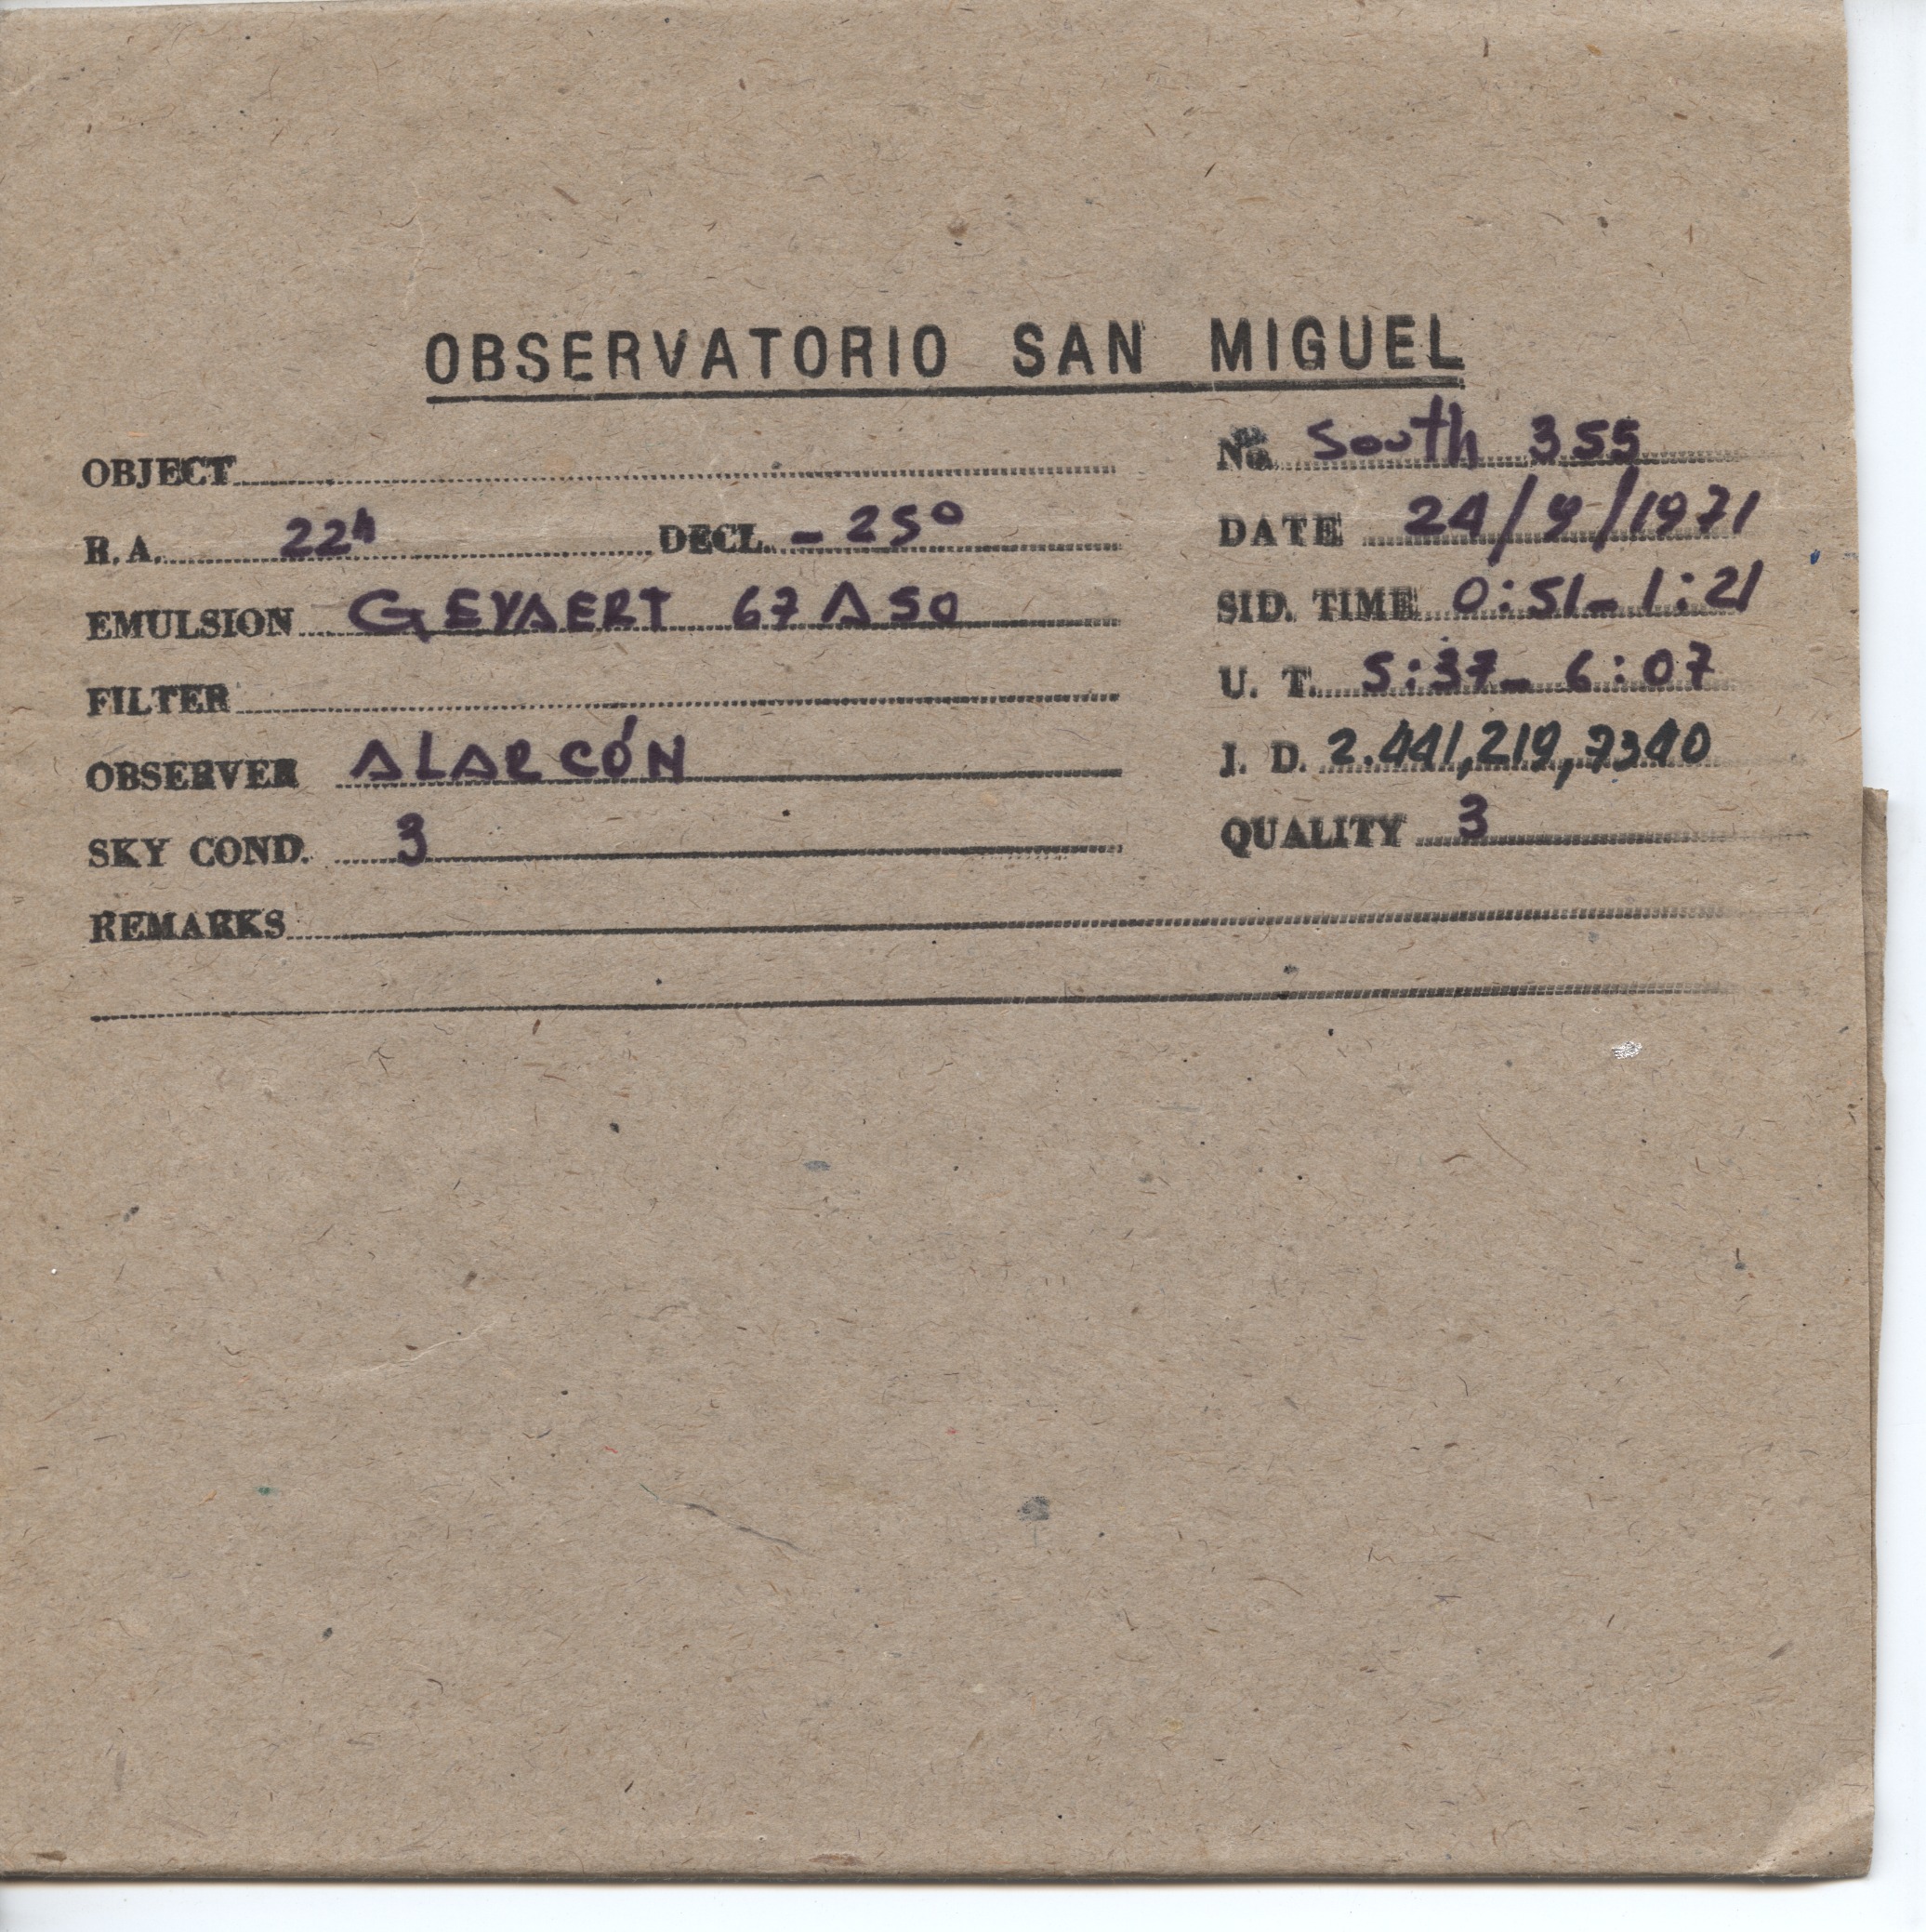 OBSERVATORIO SAN MIGUEL
OBJECT
No. South 355
R.A. 22h DECL. - 25°
DATE 24/9/1971
EMULSION GEVAERT 67A50
SID. TIME 0:51-1:21
FILTER
U. T. 5:37-6:07
OBSERVER ALARCÓN
J. D. 2.441,219,7340
SKY COND. 3
QUALITY 3
REMARKS